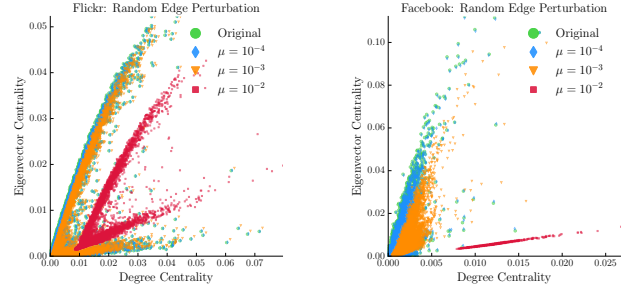 Flickr: Random Edge Perturbation
Original
μ = 10⁻⁴
μ = 10⁻³
μ = 10⁻²
Eigenvector Centrality
0.05
0.04
0.03
0.02
0.01
0.00
0.00 0.01 0.02 0.03 0.04 0.05 0.06 0.07
Degree Centrality
Facebook: Random Edge Perturbation
Original
μ = 10⁻⁴
μ = 10⁻³
μ = 10⁻²
Eigenvector Centrality
0.10
0.08
0.06
0.04
0.02
0.00
0.000 0.005 0.010 0.015 0.020 0.025
Degree Centrality